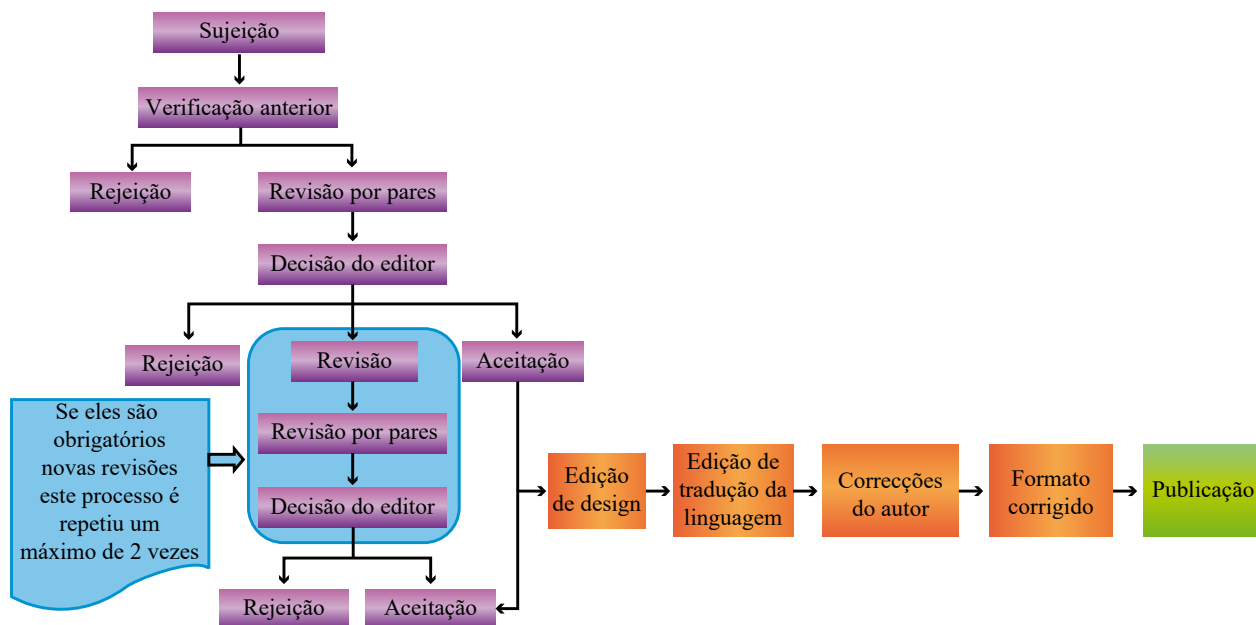 Sujeição
Verificação anterior
Rejeição
Revisão por pares
Decisão do editor
Rejeição
Revisão
Aceitação
Revisão por pares
Decisão do editor
Rejeição
Aceitação
Se eles são
obrigatórios
novas revisões
este processo é
repetiu um
máximo de 2 vezes
Edição
de design
Edição de
tradução da
linguagem
Correcções
do autor
Formato
corrigido
Publicação